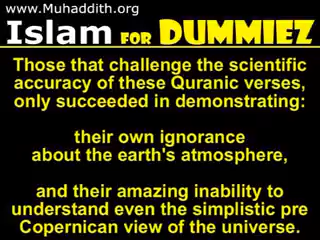 www.Muhaddith.org
Islam FOR DUMMIEZ
Those that challenge the scientific
accuracy of these Quranic verses,
only succeeded in demonstrating:
their own ignorance
about the earth's atmosphere,
and their amazing inability to
understand even the simplistic pre
Copernican view of the universe.